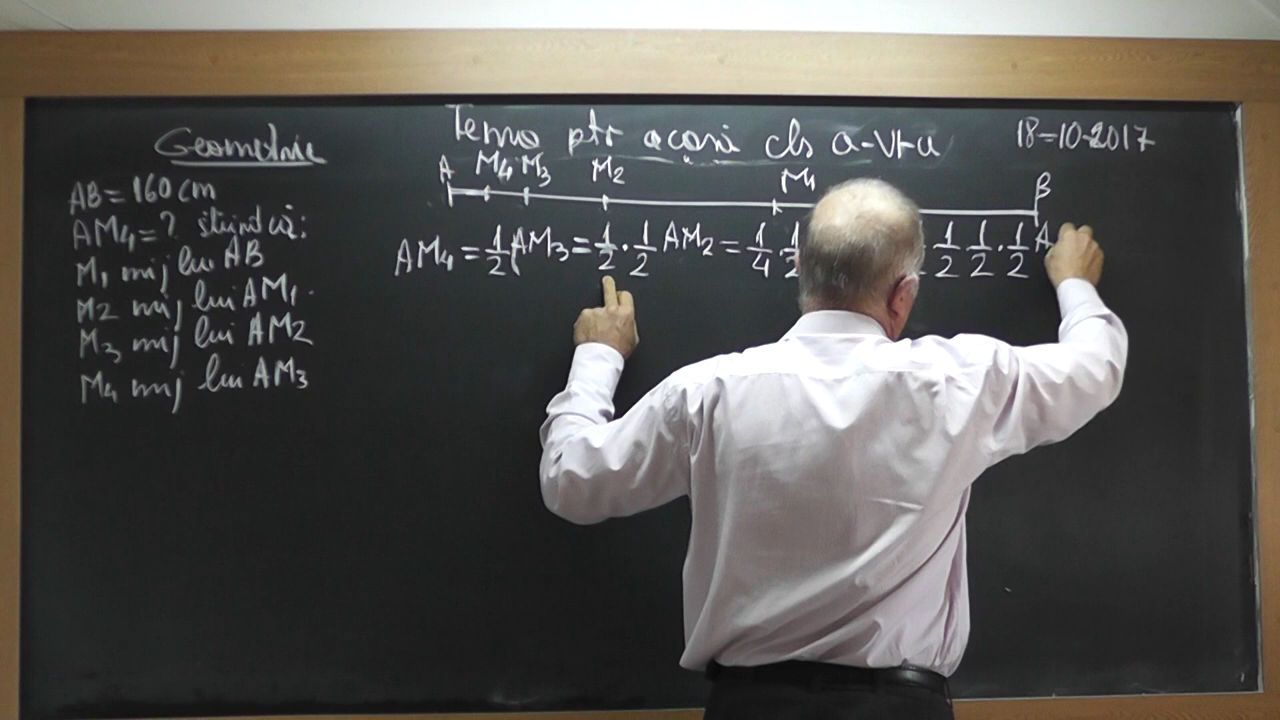 Geometrie
Tema ptr acasă cls a-VI-a
18-10-2017
A M4 M3 M2 M1 B
AB = 160 cm
AM4 = ? știind că:
M1 mij lui AB
M2 mij lui AM1.
M3 mij lui AM2
M4 mij lui AM3
AM4 = 1/2 AM3 = 1/2 · 1/2 AM2 = 1/4 · 1/2 1/2 · 1/2 · 1/2 A